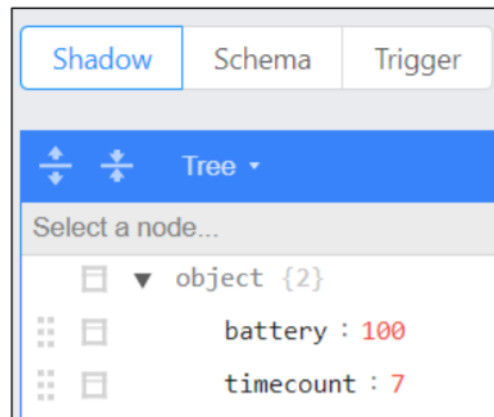 Shadow Schema Trigger
Tree
Select a node...
object {2}
battery : 100
timecount : 7